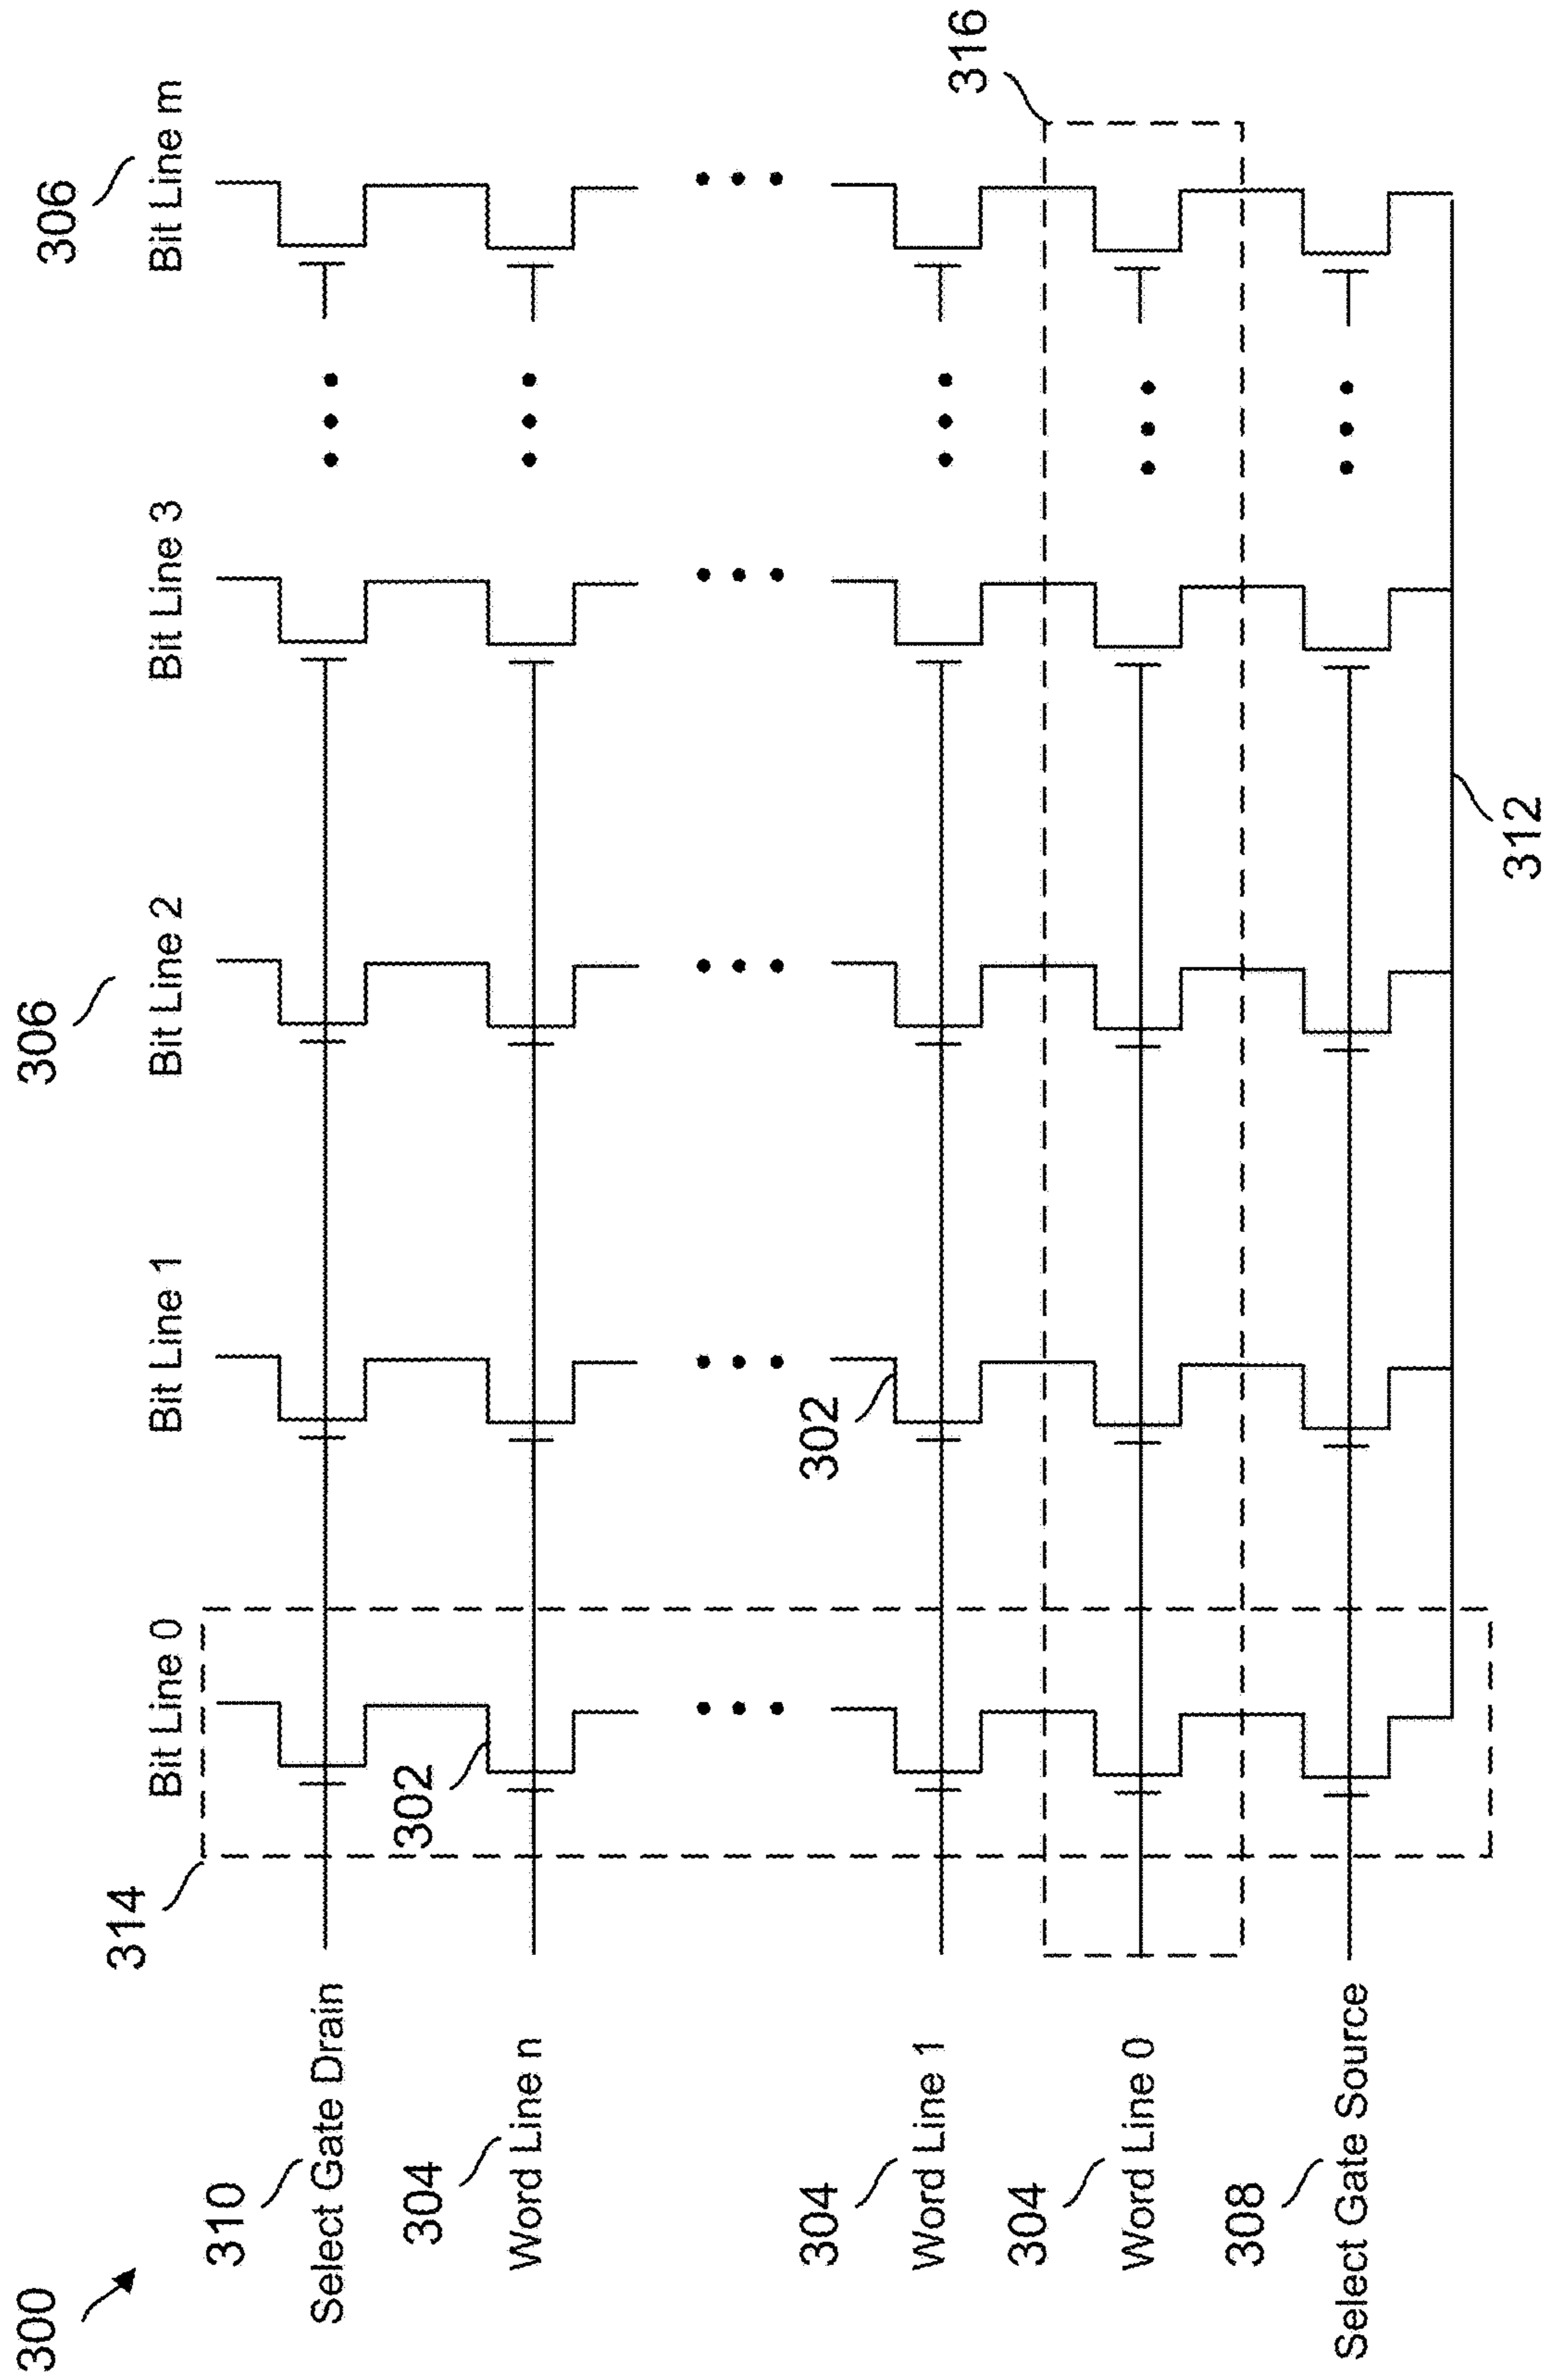 300
306
306
Bit Line 0
Bit Line 1
Bit Line 2
Bit Line 3
Bit Line m
314
310
Select Gate Drain
302
304
Word Line n
302
304
Word Line 1
316
304
Word Line 0
308
Select Gate Source
312